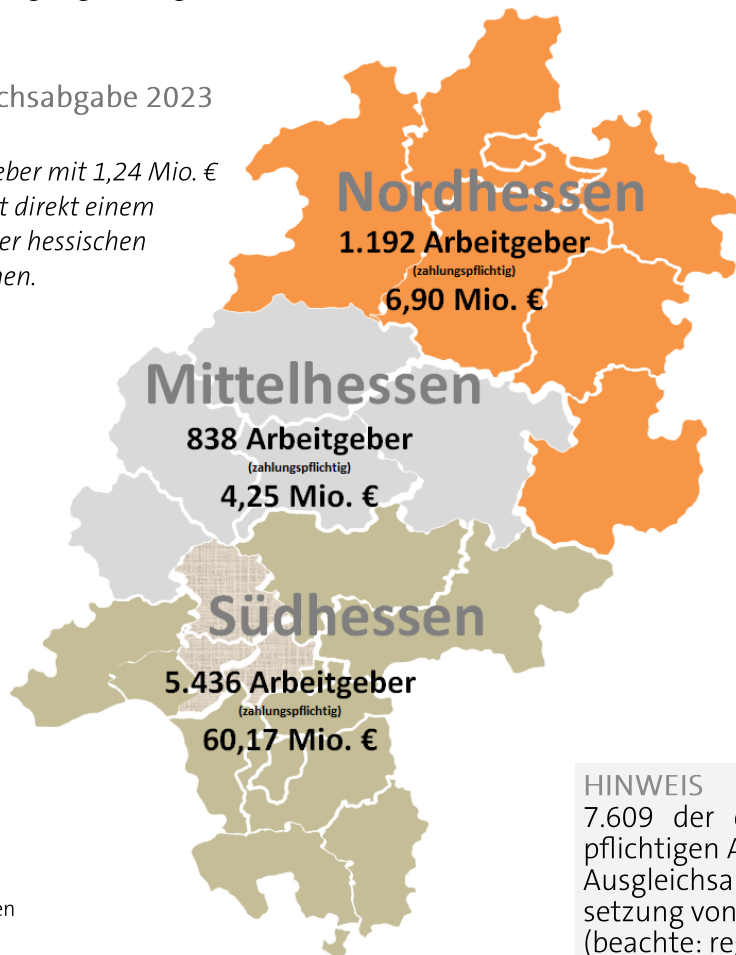 chsabgabe 2023
eber mit 1,24 Mio. €
t direkt einem
er hessischen
nen.
Nordhessen
1.192 Arbeitgeber
(zahlungspflichtig)
6,90 Mio. €
Mittelhessen
838 Arbeitgeber
(zahlungspflichtig)
4,25 Mio. €
Südhessen
5.436 Arbeitgeber
(zahlungspflichtig)
60,17 Mio. €
HINWEIS
7.609 der
pflichtigen A
Ausgleichsa
setzung von
(beachte: re
en